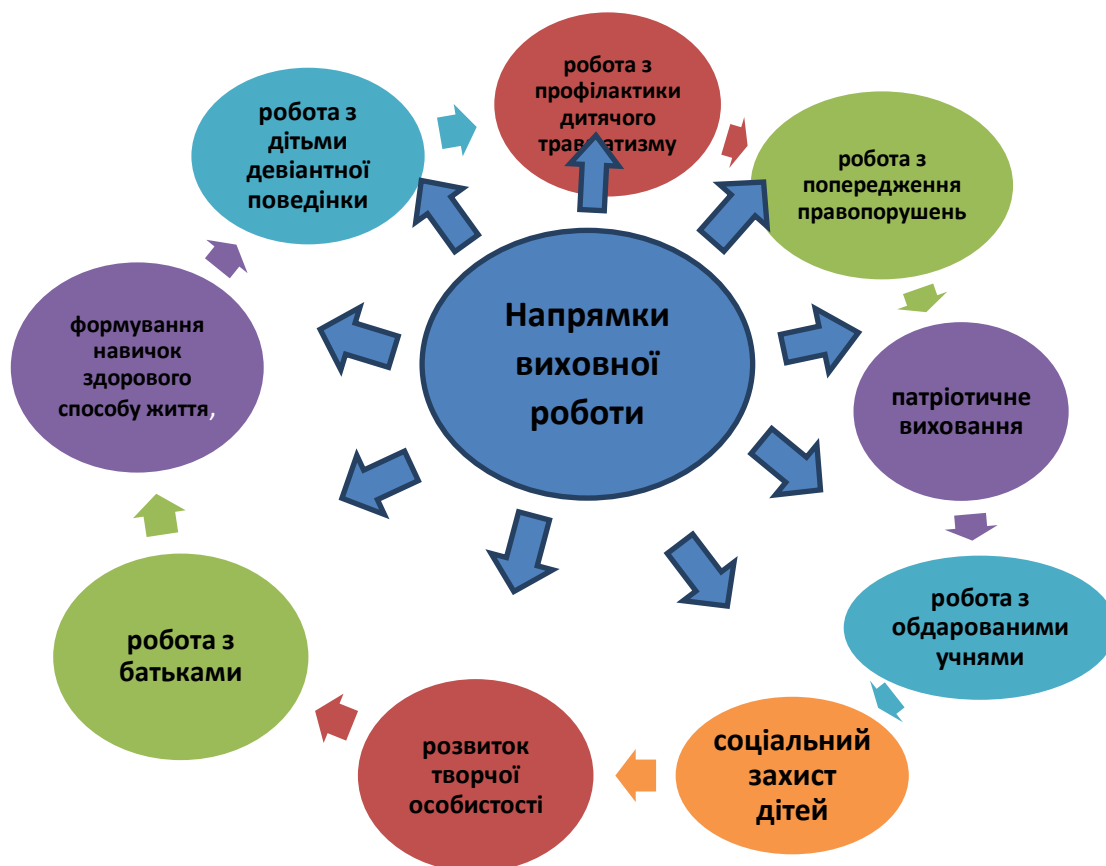 робота з
профілактики
дитячого
травматизму
робота з
попередження
правопорушень
патріотичне
виховання
робота з
обдарованими
учнями
соціальний
захист
дітей
розвиток
творчої
особистості
робота з
батьками
формування
навичок
здорового
способу життя,
робота з
дітьми
девіантної
поведінки
Напрямки
виховної
роботи